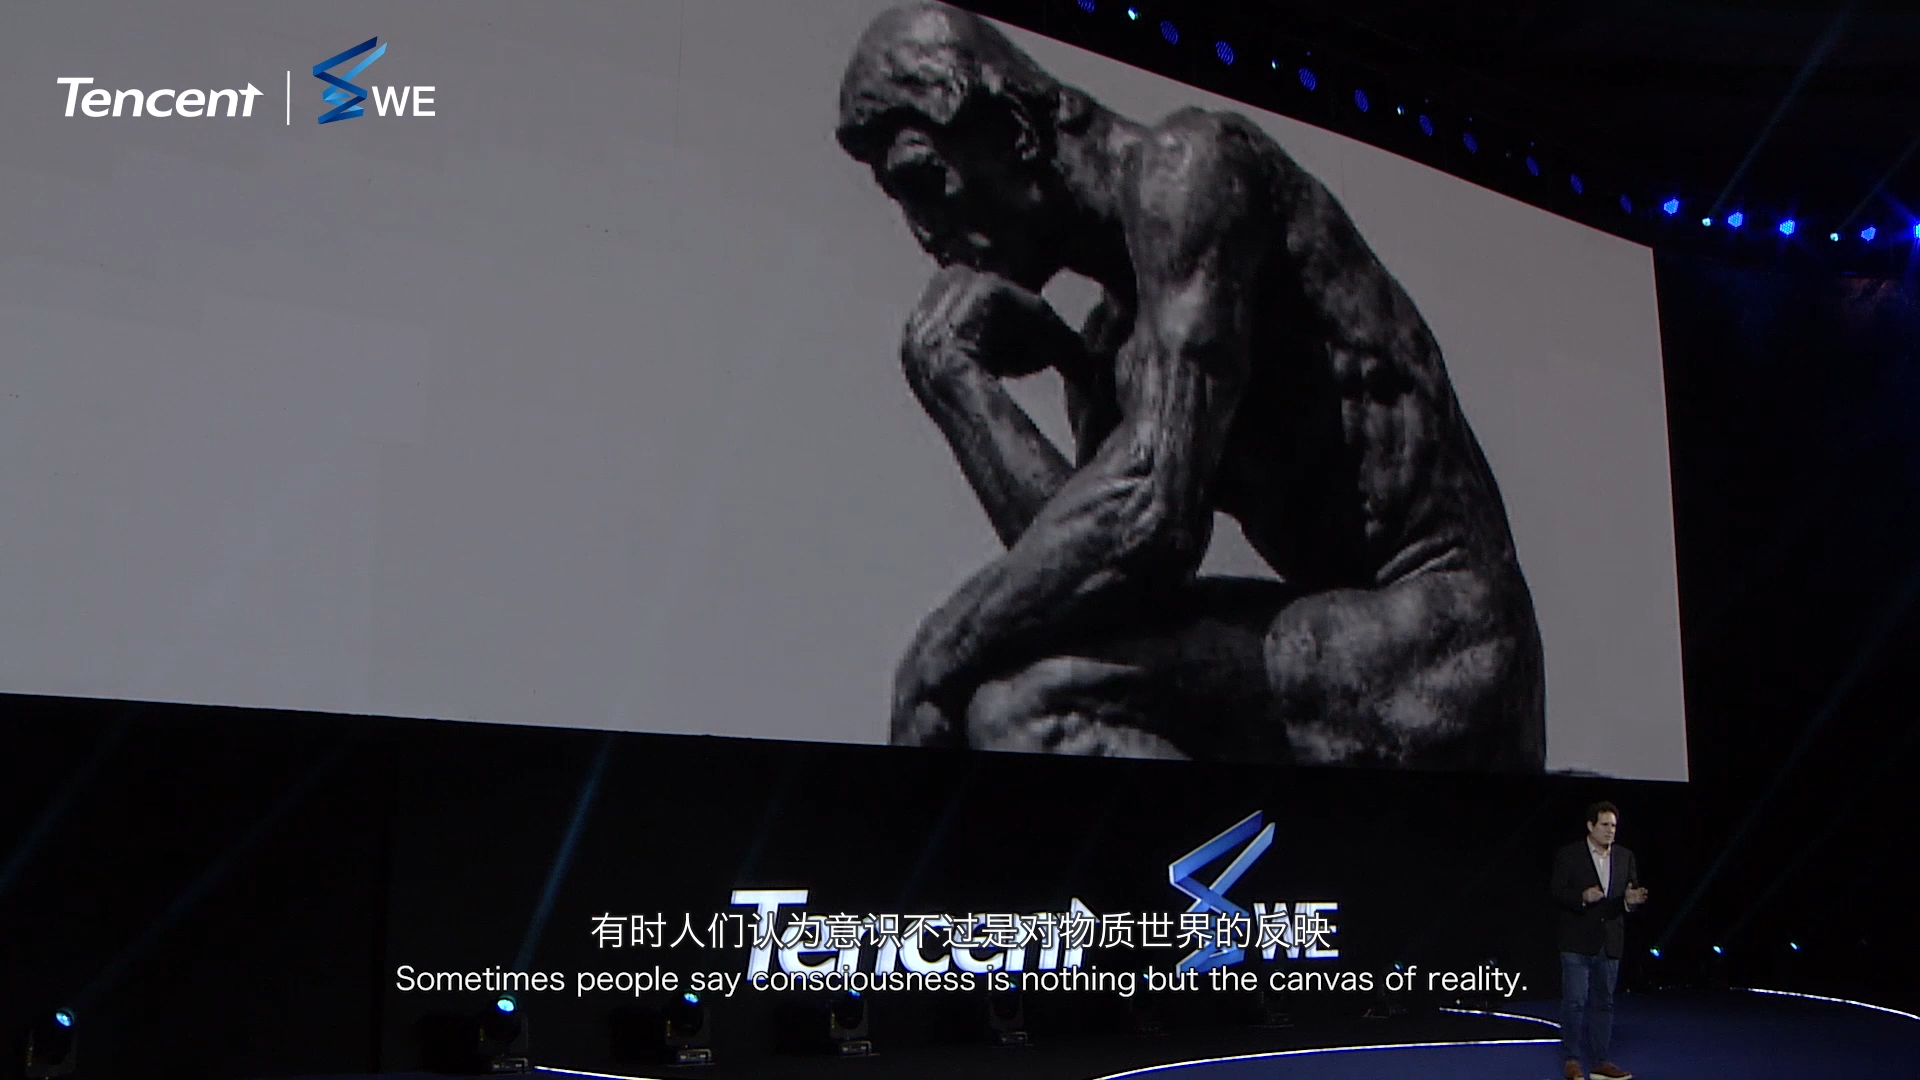 Tencent WE
Tencent WE
有时人们认为意识不过是对物质世界的反映
Sometimes people say consciousness is nothing but the canvas of reality.